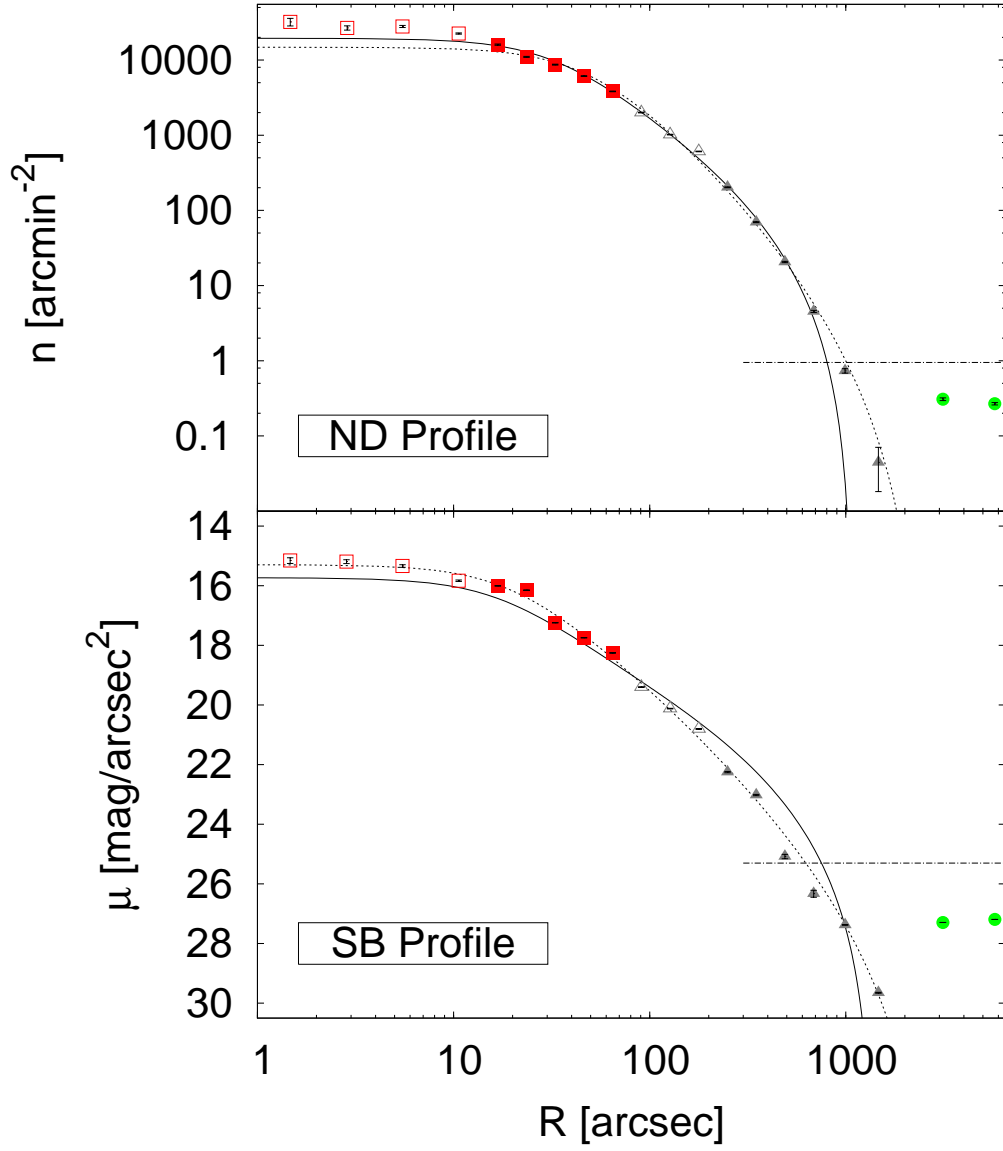 10000
1000
100
10
1
0.1
n [arcmin^-2]
ND Profile
14
16
18
20
22
24
26
28
30
μ [mag/arcsec^2]
SB Profile
1 10 100 1000
R [arcsec]